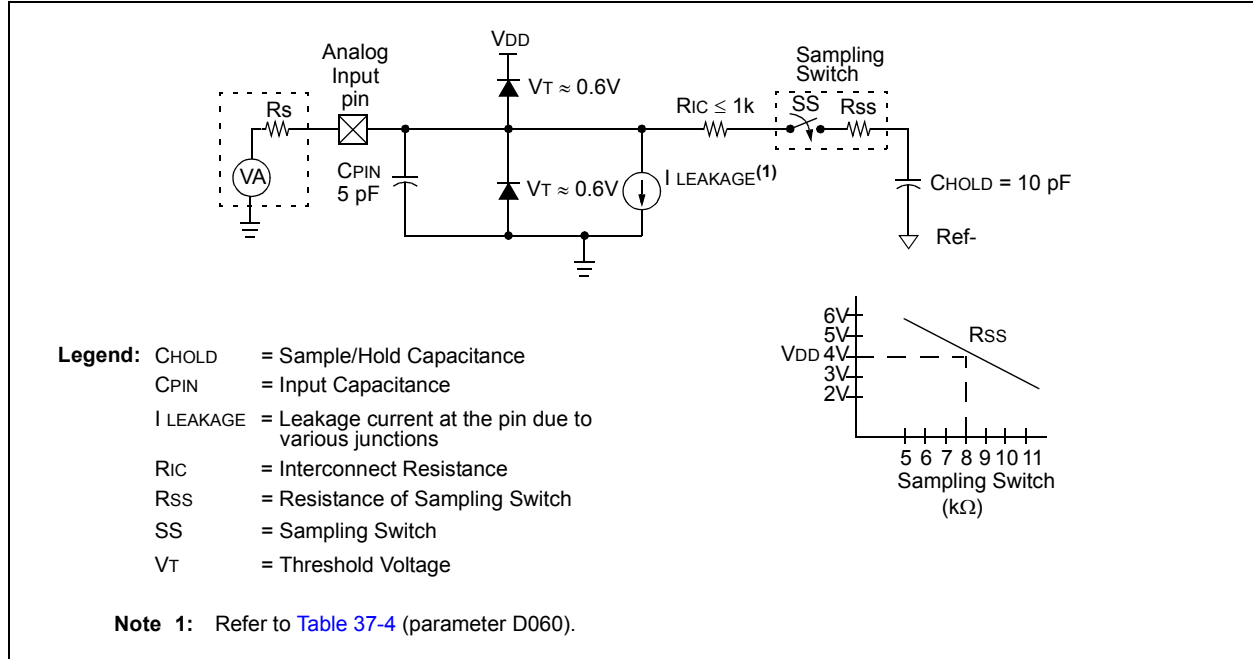 VDD
Analog
Input
pin
Sampling
Switch
VT ≈ 0.6V
RIC ≤ 1k
SS
Rss
Rs
VA
CPIN
5 pF
VT ≈ 0.6V
I LEAKAGE(1)
CHOLD = 10 pF
Ref-
6V
5V
VDD 4V
3V
2V
RSS
5 6 7 8 9 10 11
Sampling Switch
(kΩ)
Legend: CHOLD = Sample/Hold Capacitance
CPIN = Input Capacitance
I LEAKAGE = Leakage current at the pin due to
various junctions
RIC = Interconnect Resistance
RSS = Resistance of Sampling Switch
SS = Sampling Switch
VT = Threshold Voltage
Note 1: Refer to Table 37-4 (parameter D060).